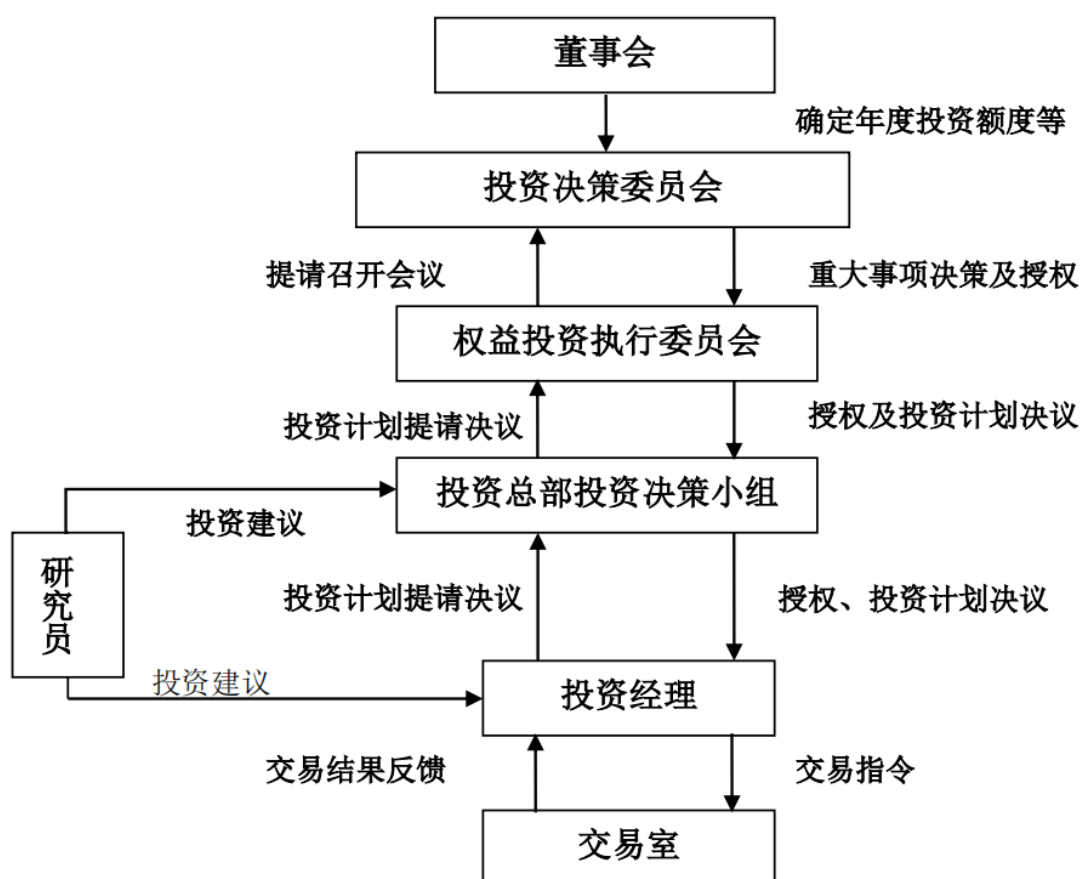 董事会
确定年度投资额度等
投资决策委员会
提请召开会议
重大事项决策及授权
权益投资执行委员会
投资计划提请决议
授权及投资计划决议
投资总部投资决策小组
投资建议
研究员
投资计划提请决议
授权、投资计划决议
投资建议
投资经理
交易结果反馈
交易指令
交易室